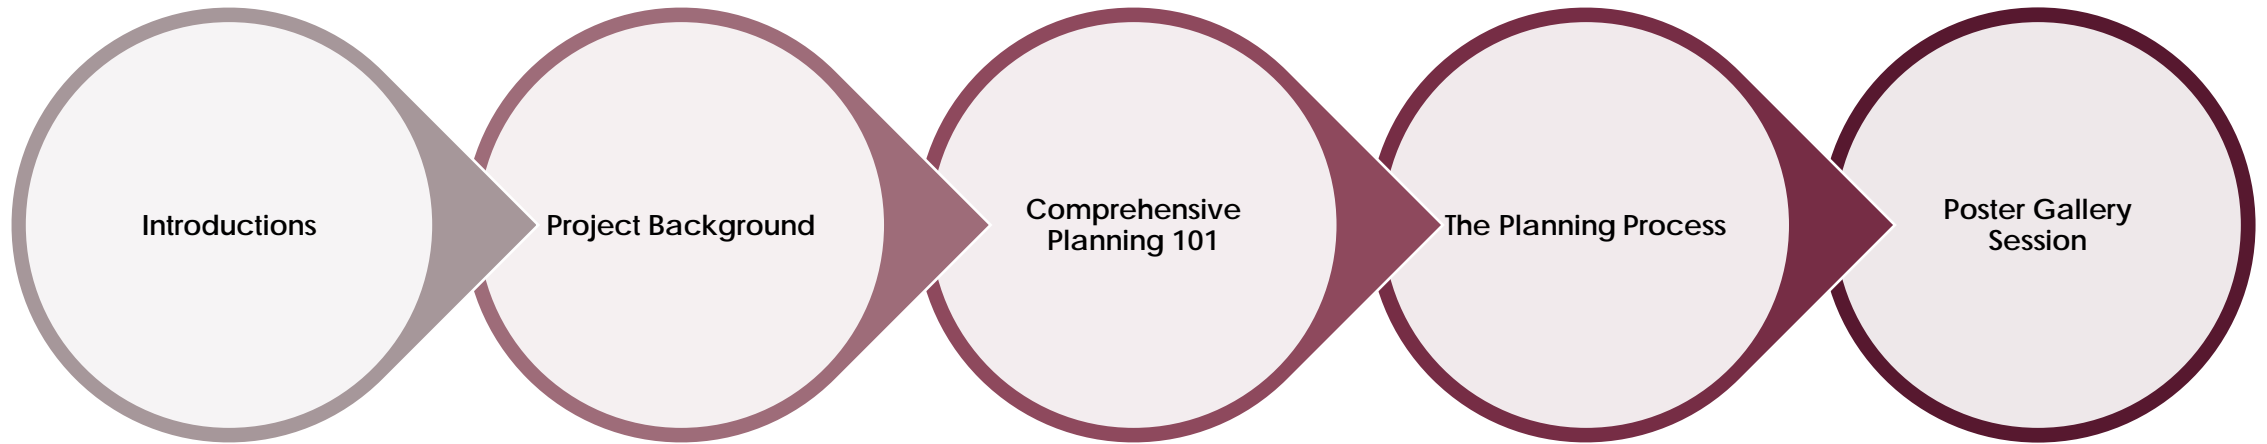 Introductions
Project Background
Comprehensive
Planning 101
The Planning Process
Poster Gallery
Session